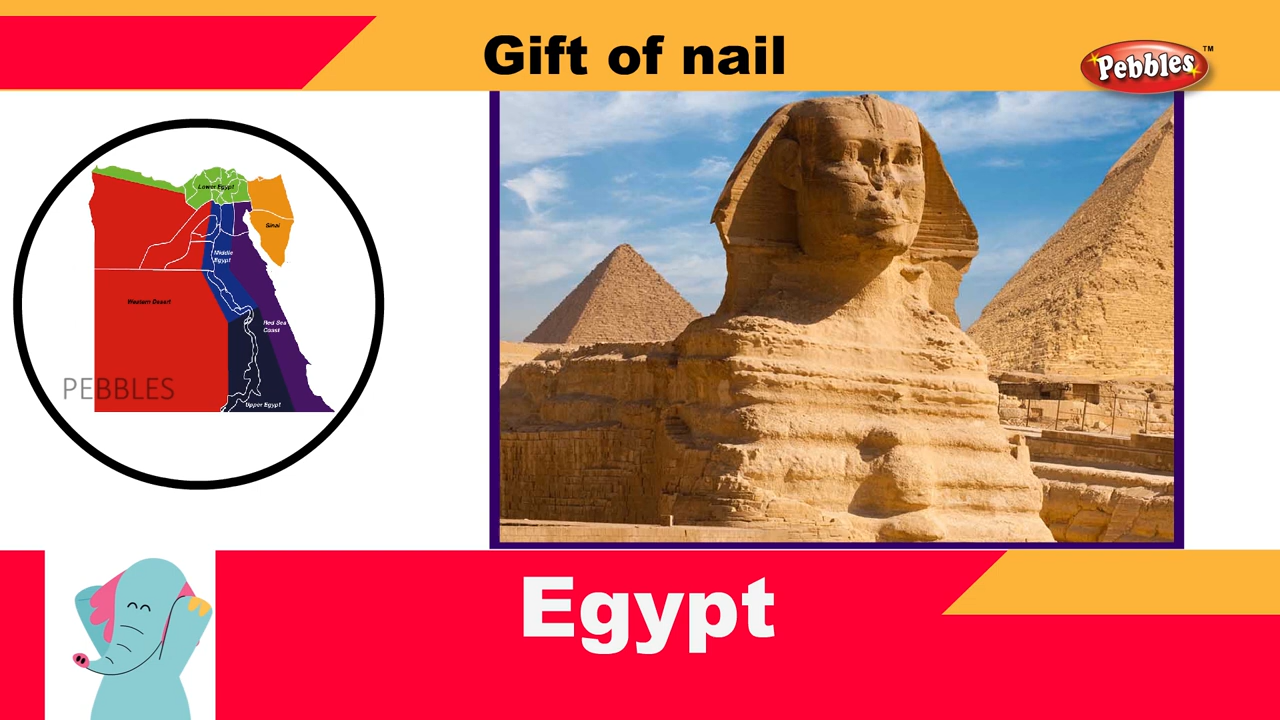 Gift of nail
Pebbles™
Lower Egypt
Sinai
Middle
Egypt
Western Desert
Red Sea
Coast
PEBBLES
Upper Egypt
Egypt